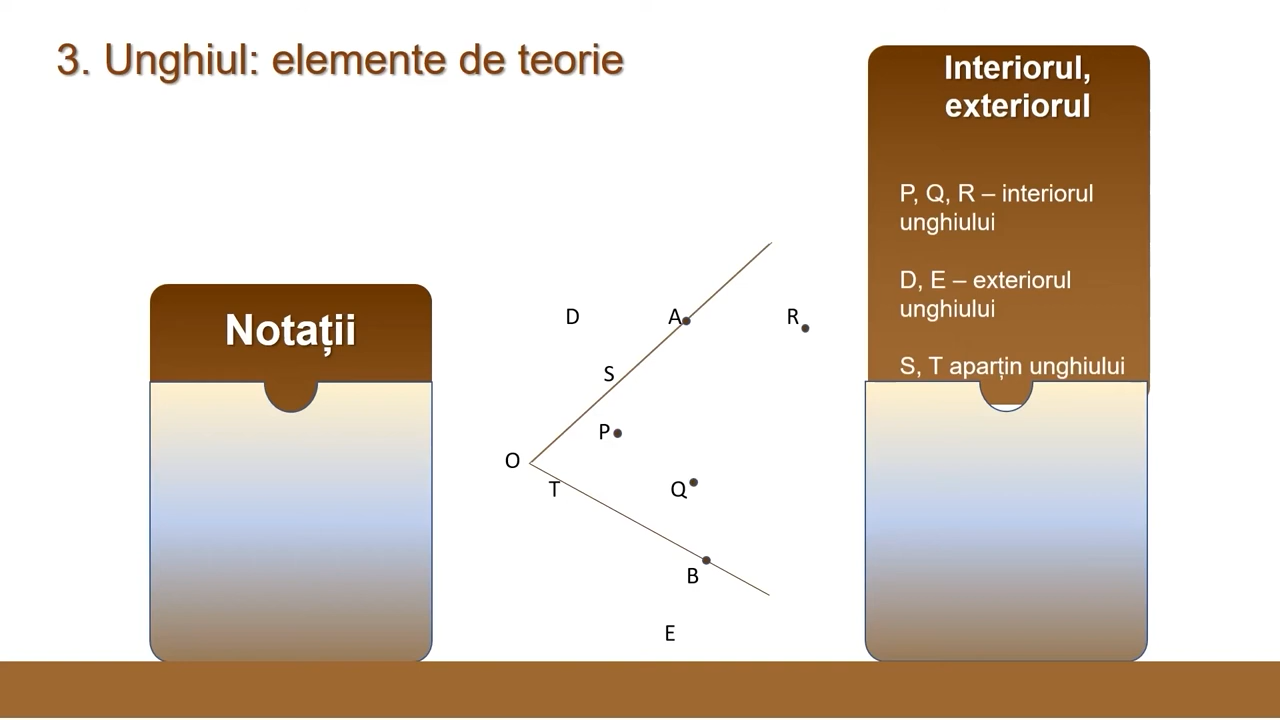 3. Unghiul: elemente de teorie
Interiorul,
exteriorul
P, Q, R – interiorul
unghiului
D, E – exteriorul
unghiului
S, T aparțin unghiului
Notații
D
A
R
S
P
O
T
Q
B
E